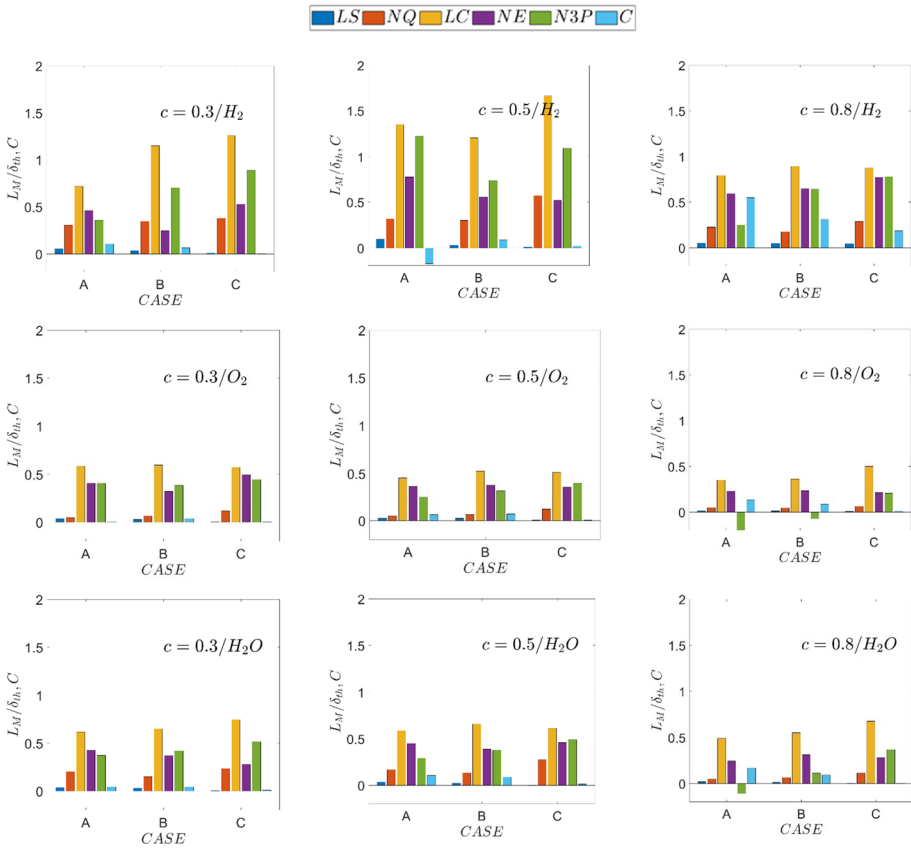 LS NQ LC NE N3P C
2
1.5
1
0.5
0
L_M/δ_th, C
c = 0.3/H_2
A B C
CASE
2
1.5
1
0.5
0
L_M/δ_th, C
c = 0.5/H_2
A B C
CASE
2
1.5
1
0.5
0
L_M/δ_th, C
c = 0.8/H_2
A B C
CASE
2
1.5
1
0.5
0
L_M/δ_th, C
c = 0.3/O_2
A B C
CASE
2
1.5
1
0.5
0
L_M/δ_th, C
c = 0.5/O_2
A B C
CASE
2
1.5
1
0.5
0
L_M/δ_th, C
c = 0.8/O_2
A B C
CASE
2
1.5
1
0.5
0
L_M/δ_th, C
c = 0.3/H_2O
A B C
CASE
2
1.5
1
0.5
0
L_M/δ_th, C
c = 0.5/H_2O
A B C
CASE
2
1.5
1
0.5
0
L_M/δ_th, C
c = 0.8/H_2O
A B C
CASE